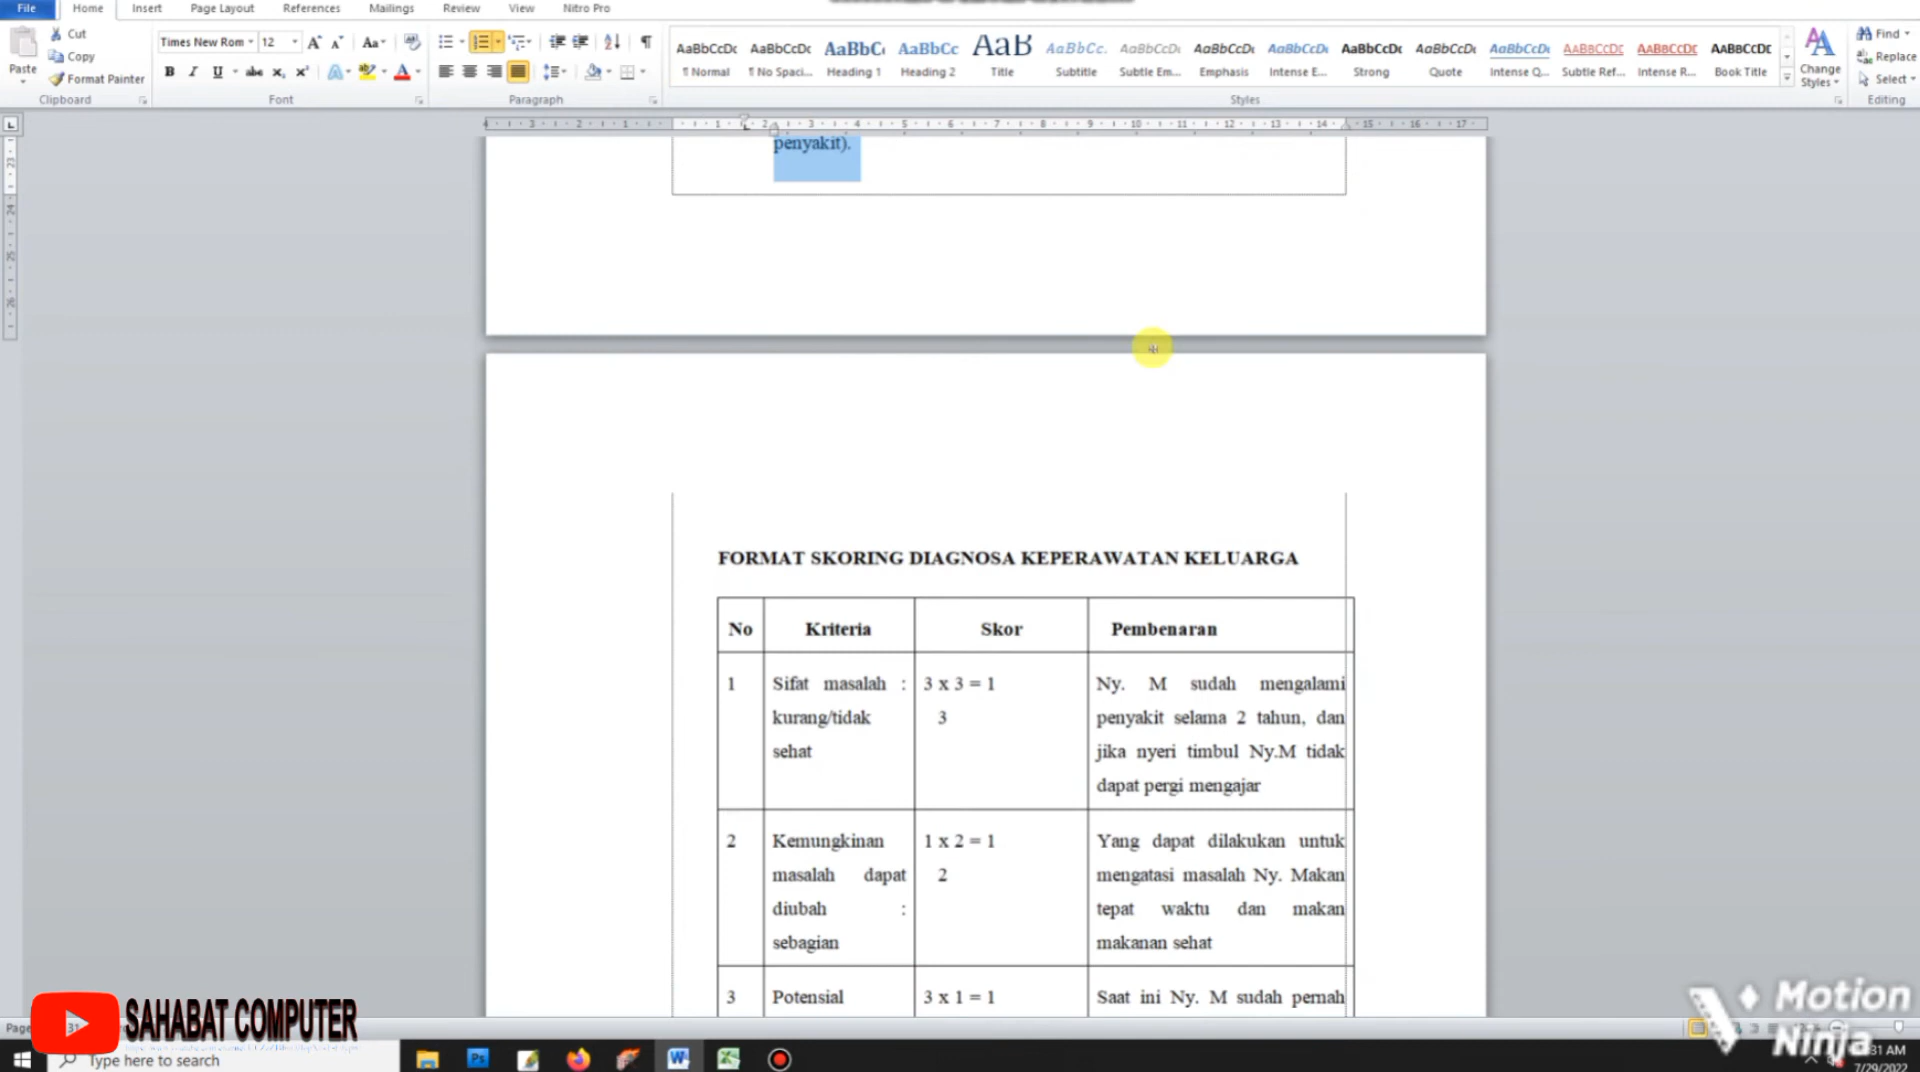 File Home Insert Page Layout References Mailings Review View Nitro Pro
Cut
Copy
Format Painter
Paste
Clipboard
Times New Rom 12
Font
Paragraph
AaBbCcDc AaBbCcDc AaBbC AaBbCc AaB AaBbCc. AaBbCcDc AaBbCcDc AaBbCcDc AaBbCcDc AaBbCcDc AaBbCcDc AABBCCDC AABBCCDC AaBbCcDc
¶ Normal ¶ No Spaci... Heading 1 Heading 2 Title Subtitle Subtle Em... Emphasis Intense E... Strong Quote Intense Q... Subtle Ref... Intense R... Book Title
Styles
Change Styles
Find
Replace
Select
Editing
penyakit).
FORMAT SKORING DIAGNOSA KEPERAWATAN KELUARGA
No Kriteria Skor Pembenaran
1 Sifat masalah : 3 x 3 = 1 Ny. M sudah mengalami
kurang/tidak 3 penyakit selama 2 tahun, dan
sehat jika nyeri timbul Ny.M tidak
dapat pergi mengajar
2 Kemungkinan 1 x 2 = 1 Yang dapat dilakukan untuk
masalah dapat 2 mengatasi masalah Ny. Makan
diubah : tepat waktu dan makan
sebagian makanan sehat
3 Potensial 3 x 1 = 1 Saat ini Ny. M sudah pernah
SAHABAT COMPUTER
Motion
Ninja
Page
Type here to search
31 AM
7/29/2022